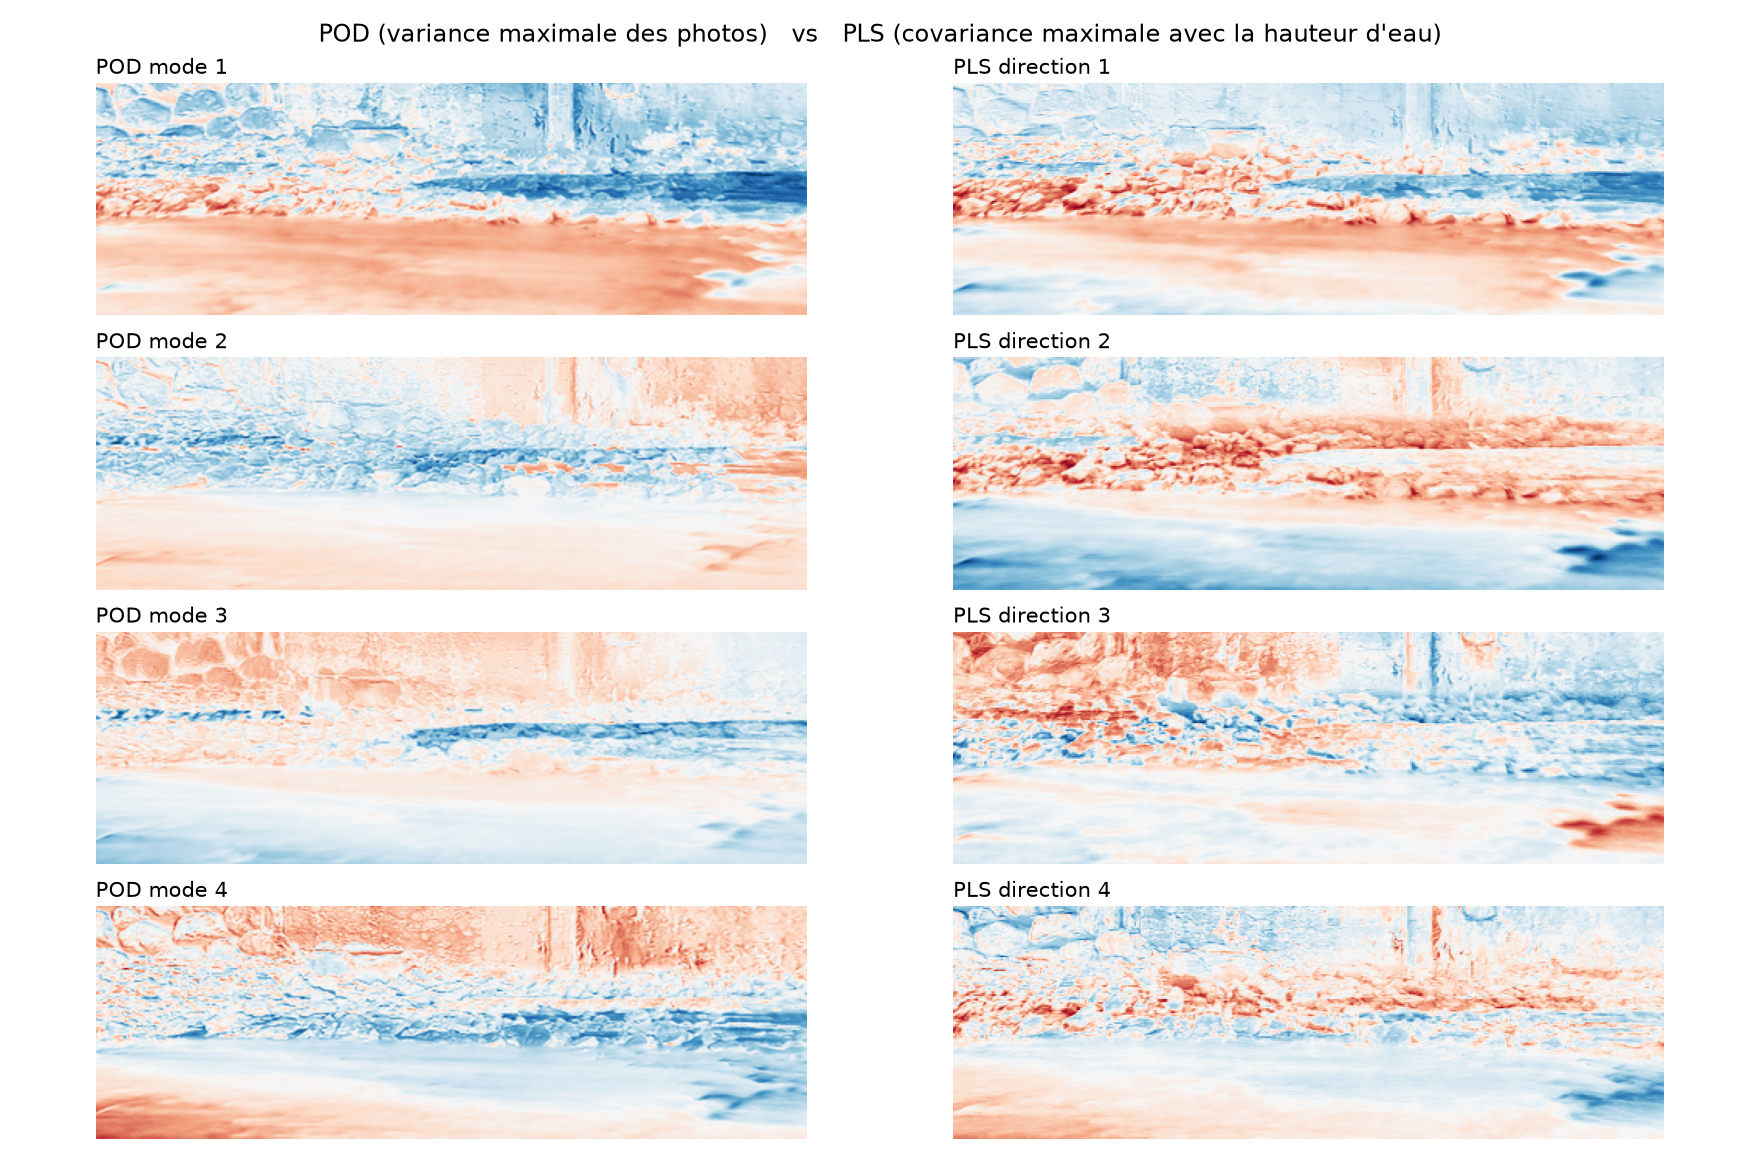 POD (variance maximale des photos)   vs   PLS (covariance maximale avec la hauteur d'eau)
POD mode 1
PLS direction 1
POD mode 2
PLS direction 2
POD mode 3
PLS direction 3
POD mode 4
PLS direction 4